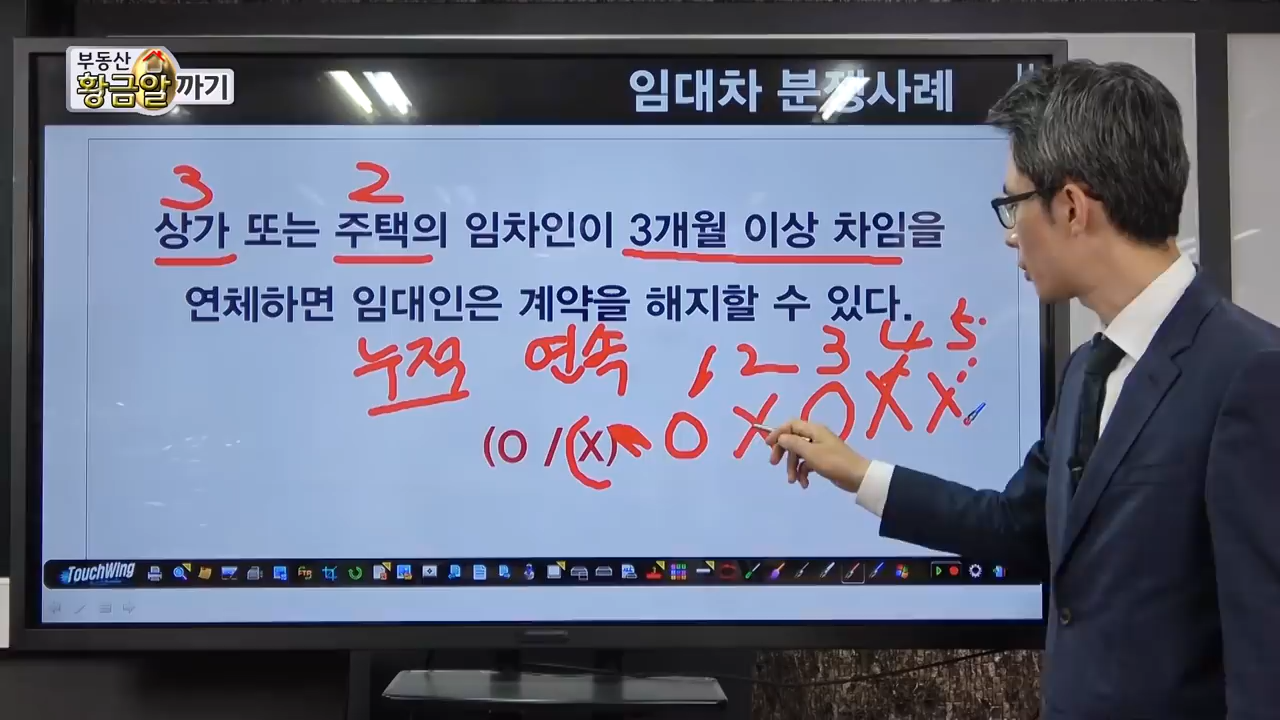 부동산
황금알까기
임대차 분쟁사례
3 2
상가 또는 주택의 임차인이 3개월 이상 차임을
연체하면 임대인은 계약을 해지할 수 있다.
누적 연속 1 2 3 4 5
(O / X) O X O X X
TouchWing